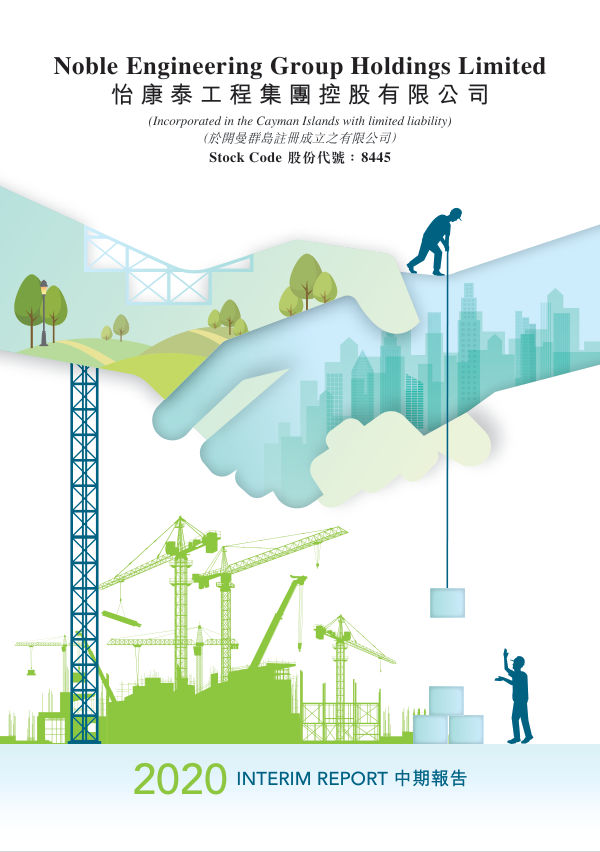 Noble Engineering Group Holdings Limited
怡康泰工程集團控股有限公司
(Incorporated in the Cayman Islands with limited liability)
（於開曼群島註冊成立之有限公司）
Stock Code 股份代號：8445
2020 INTERIM REPORT 中期報告